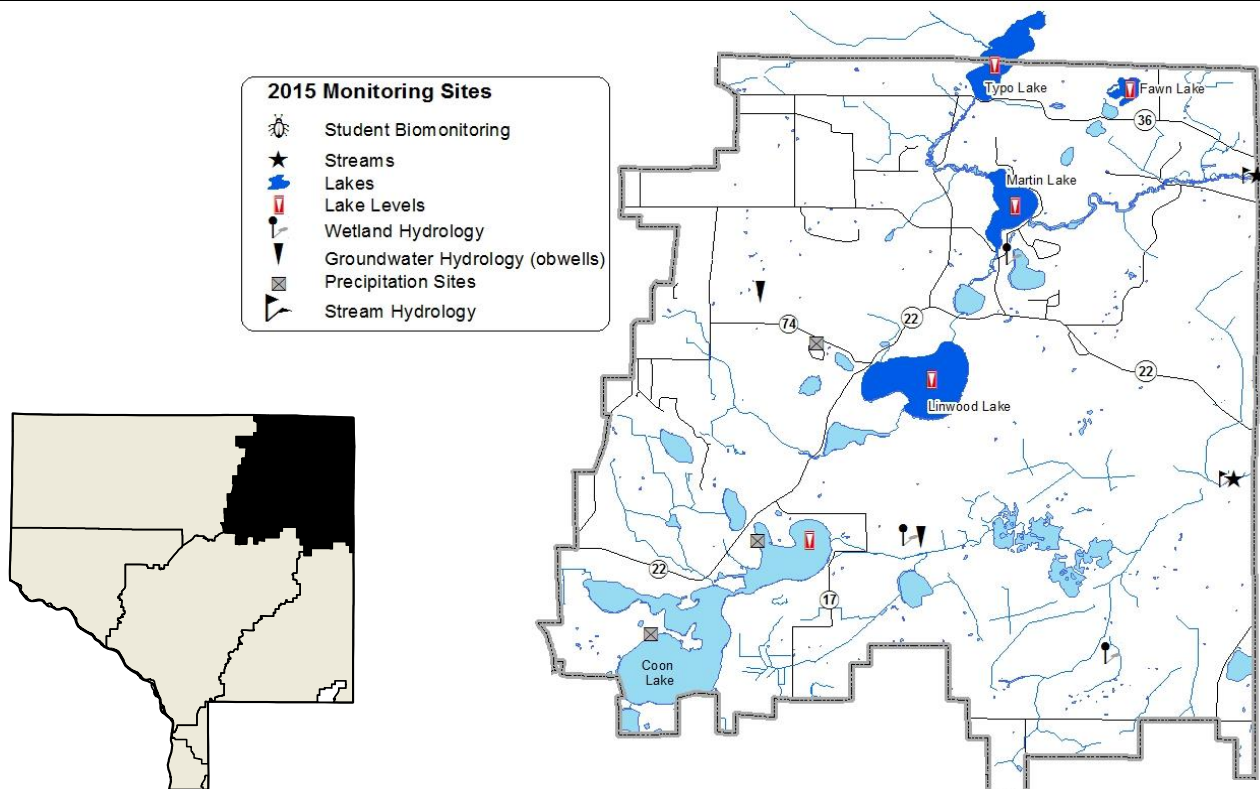 2015 Monitoring Sites
Student Biomonitoring
Streams
Lakes
Lake Levels
Wetland Hydrology
Groundwater Hydrology (obwells)
Precipitation Sites
Stream Hydrology
Typo Lake
Fawn Lake
36
Martin Lake
74
22
22
Linwood Lake
22
17
Coon
Lake